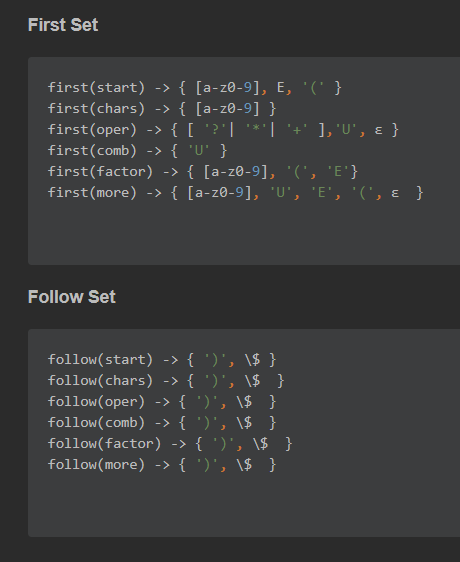 First Set
first(start) -> { [a-z0-9], E, '(' }
first(chars) -> { [a-z0-9] }
first(oper) -> { [ '?'| '*'| '+' ],'U', ε }
first(comb) -> { 'U' }
first(factor) -> { [a-z0-9], '(', 'E'}
first(more) -> { [a-z0-9], 'U', 'E', '(', ε  }
Follow Set
follow(start) -> { ')', \$ }
follow(chars) -> { ')', \$  }
follow(oper) -> { ')', \$  }
follow(comb) -> { ')', \$  }
follow(factor) -> { ')', \$  }
follow(more) -> { ')', \$  }